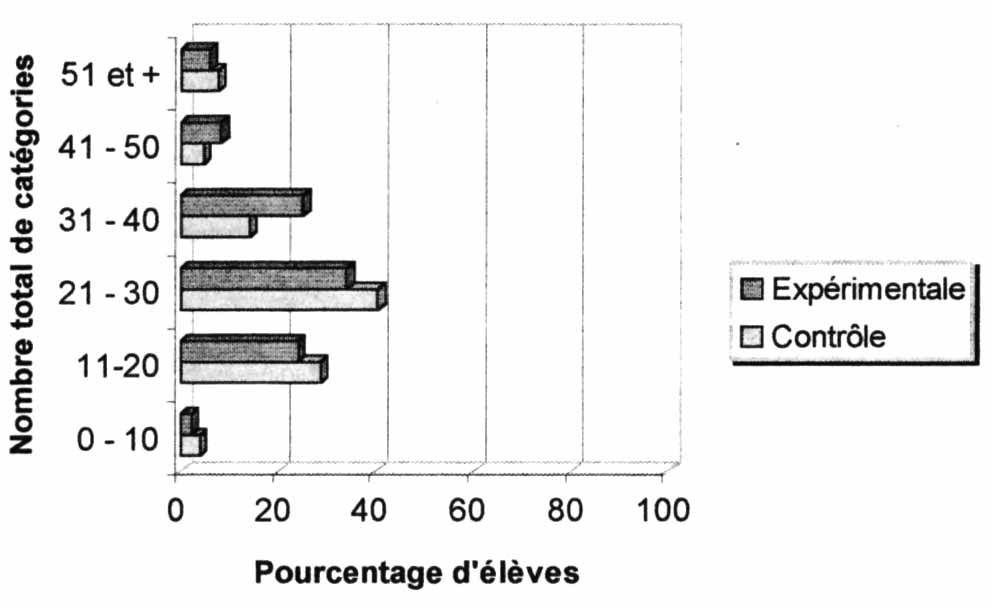 Nombre total de catégories
51 et +
41 - 50
31 - 40
21 - 30
11-20
0 - 10
0 20 40 60 80 100
Pourcentage d'élèves
Expérimentale
Contrôle